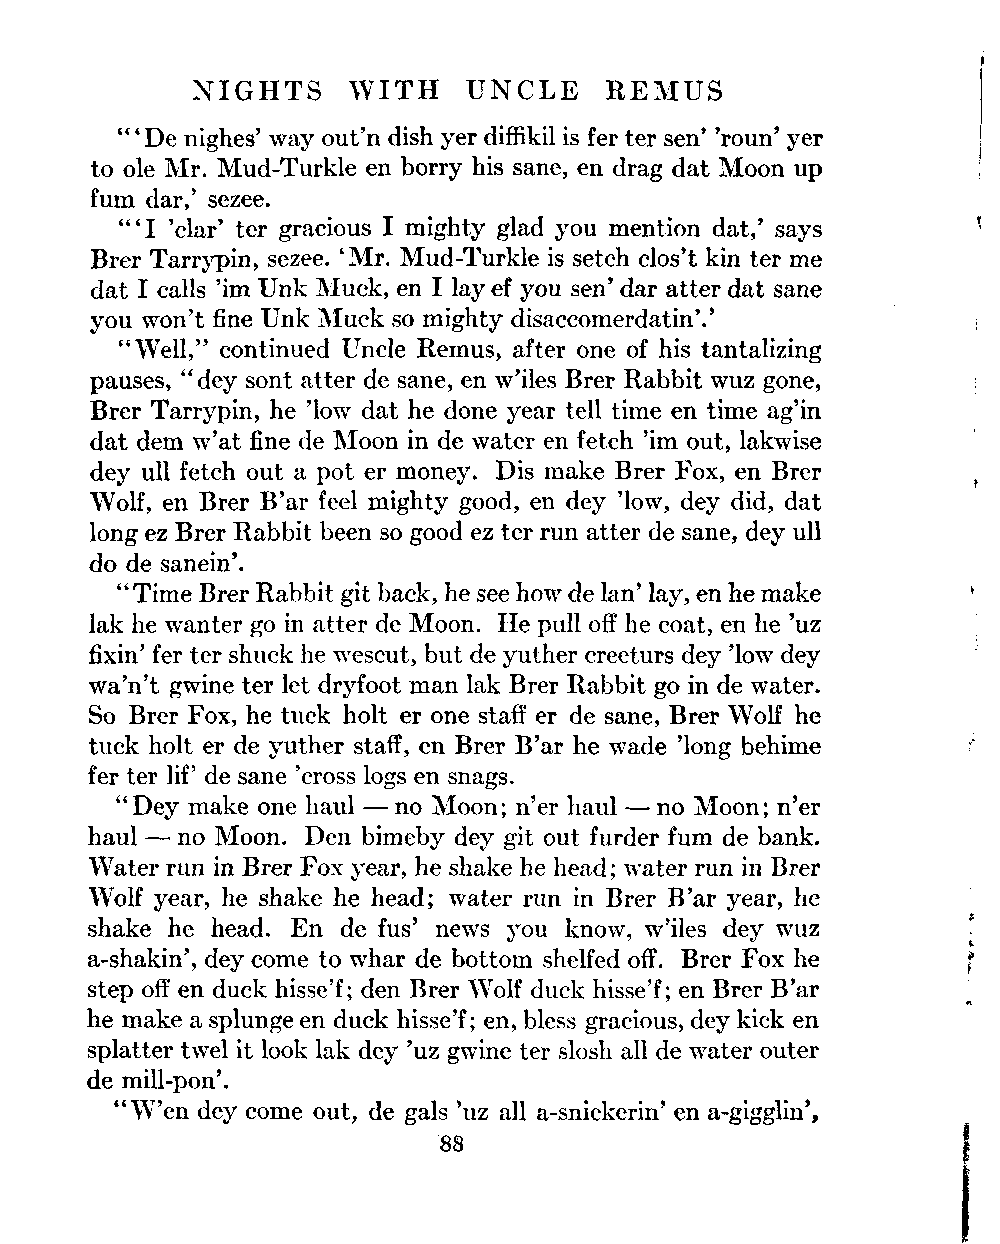 NIGHTS WITH UNCLE REMUS
“‘De nighes’ way out’n dish yer diffikil is fer ter sen’ ’roun’ yer
to ole Mr. Mud-Turkle en borry his sane, en drag dat Moon up
fum dar,’ sezee.
“‘I ’clar’ ter gracious I mighty glad you mention dat,’ says
Brer Tarrypin, sezee. ‘Mr. Mud-Turkle is setch clos’t kin ter me
dat I calls ’im Unk Muck, en I lay ef you sen’ dar atter dat sane
you won’t fine Unk Muck so mighty disaccomerdatin’.’
“Well,” continued Uncle Remus, after one of his tantalizing
pauses, “dey sont atter de sane, en w’iles Brer Rabbit wuz gone,
Brer Tarrypin, he ’low dat he done year tell time en time ag’in
dat dem w’at fine de Moon in de water en fetch ’im out, lakwise
dey ull fetch out a pot er money. Dis make Brer Fox, en Brer
Wolf, en Brer B’ar feel mighty good, en dey ’low, dey did, dat
long ez Brer Rabbit been so good ez ter run atter de sane, dey ull
do de sanein’.
“Time Brer Rabbit git back, he see how de lan’ lay, en he make
lak he wanter go in atter de Moon. He pull off he coat, en he ’uz
fixin’ fer ter shuck he wescut, but de yuther creeturs dey ’low dey
wa’n’t gwine ter let dryfoot man lak Brer Rabbit go in de water.
So Brer Fox, he tuck holt er one staff er de sane, Brer Wolf he
tuck holt er de yuther staff, en Brer B’ar he wade ’long behime
fer ter lif’ de sane ’cross logs en snags.
“Dey make one haul — no Moon; n’er haul — no Moon; n’er
haul — no Moon. Den bimeby dey git out furder fum de bank.
Water run in Brer Fox year, he shake he head; water run in Brer
Wolf year, he shake he head; water run in Brer B’ar year, he
shake he head. En de fus’ news you know, w’iles dey wuz
a-shakin’, dey come to whar de bottom shelfed off. Brer Fox he
step off en duck hisse’f; den Brer Wolf duck hisse’f; en Brer B’ar
he make a splunge en duck hisse’f; en, bless gracious, dey kick en
splatter twel it look lak dey ’uz gwine ter slosh all de water outer
de mill-pon’.
“W’en dey come out, de gals ’uz all a-snickerin’ en a-gigglin’,
88